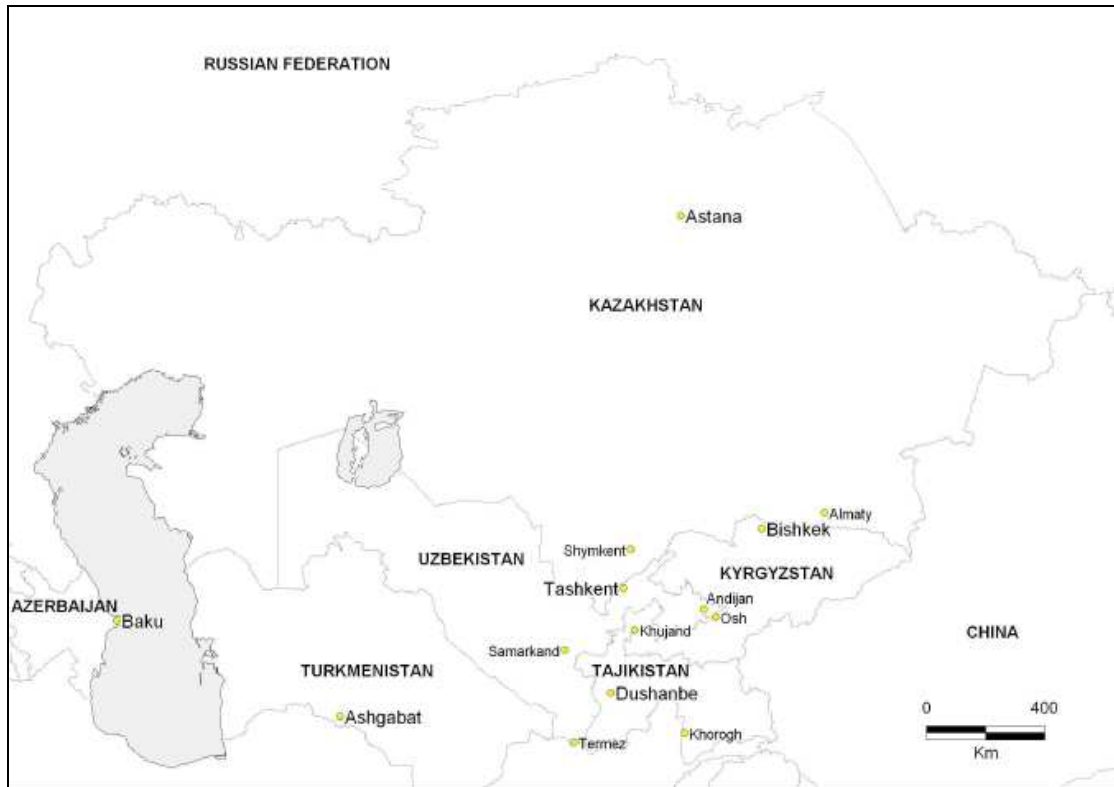 RUSSIAN FEDERATION
Astana
KAZAKHSTAN
Almaty
Bishkek
Shymkent
UZBEKISTAN
KYRGYZSTAN
Tashkent
Andijan
AZERBAIJAN
Baku
Osh
Khujand
CHINA
Samarkand
TURKMENISTAN
TAJIKISTAN
Dushanbe
Ashgabat
Khorogh
Termez
0 400
Km